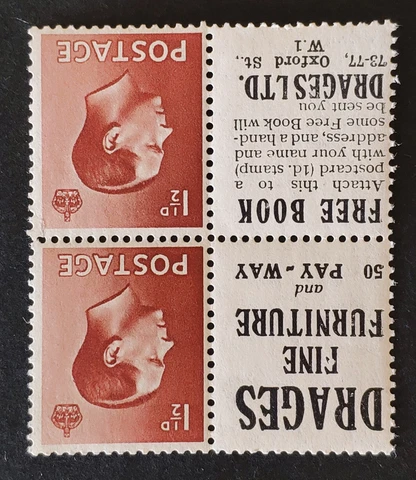 1½D
DRAGES
FINE
FURNITURE
and
50 PAY-WAY
POSTAGE
1½D
FREE BOOK
Attach this to a
postcard (1d. stamp)
with your name and
address, and a hand-
some Free Book will
be sent you
DRAGES LTD.
73-77, Oxford St.,
W.1
POSTAGE